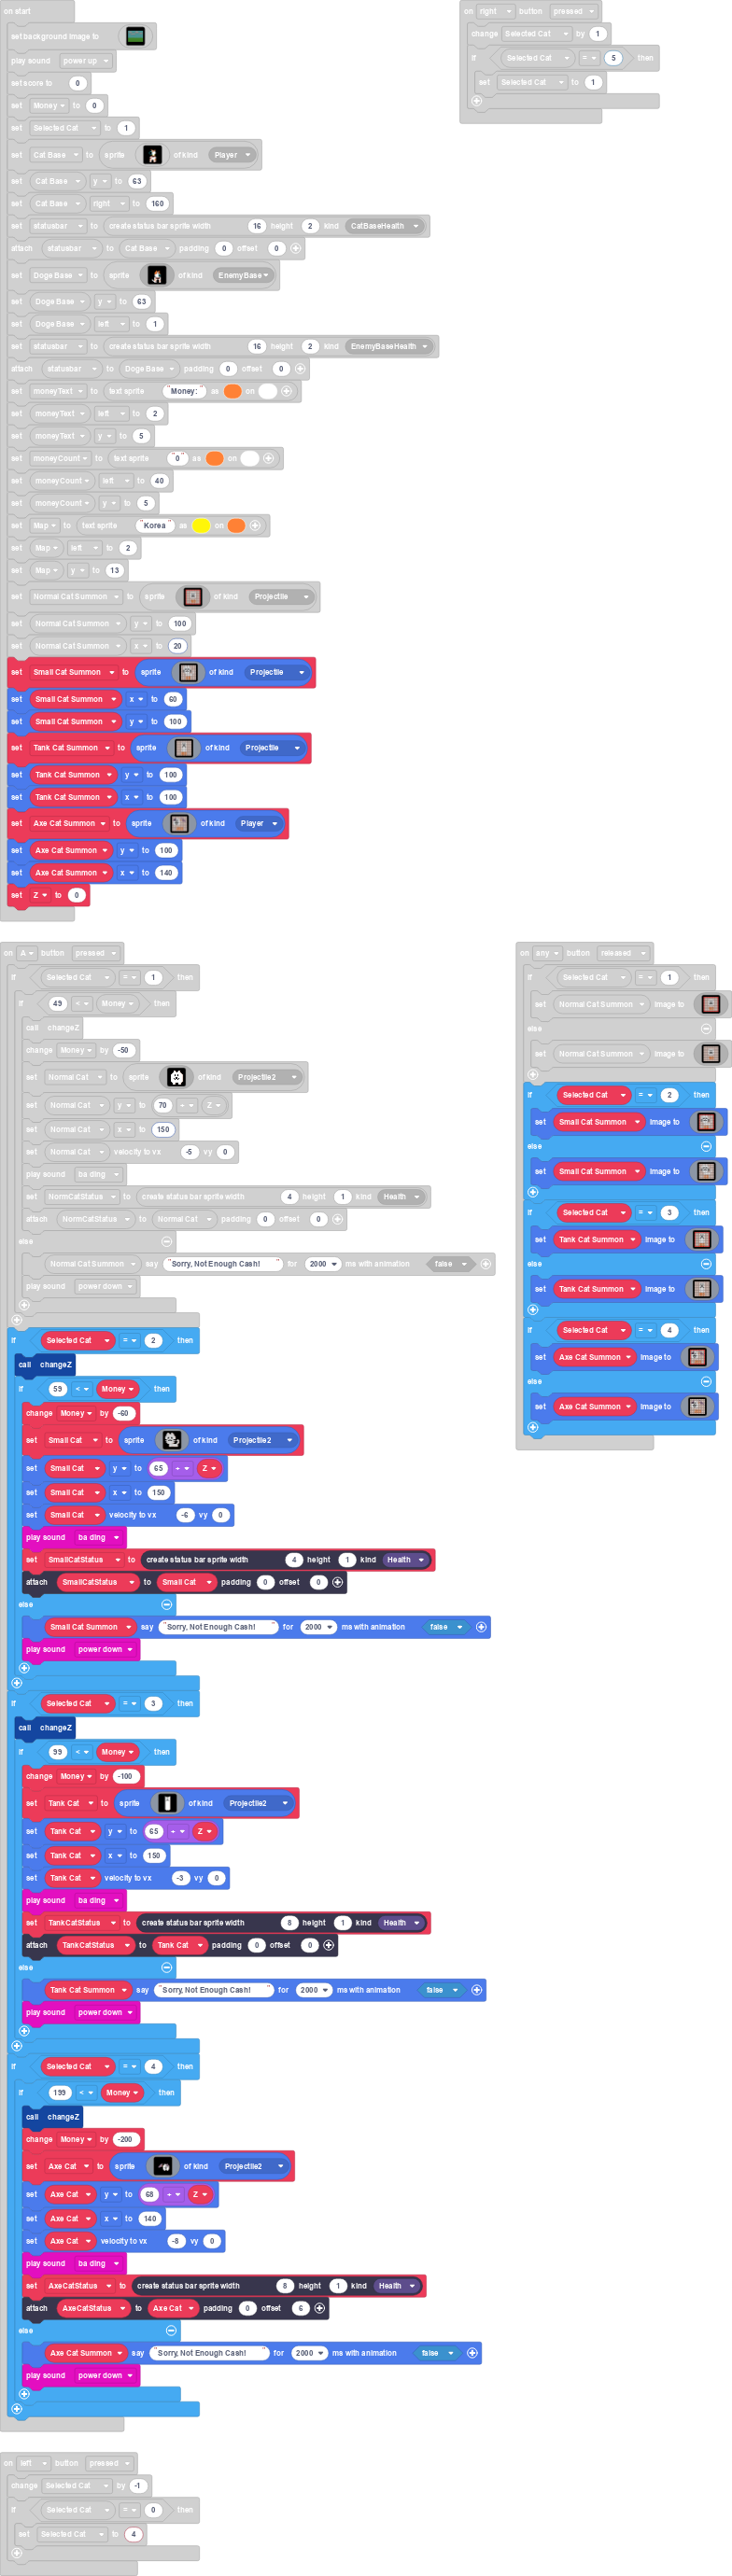 on start
set background image to
play sound power up
set score to 0
set Money to 0
set Selected Cat to 1
set Cat Base to sprite of kind Player
set Cat Base y to 63
set Cat Base right to 160
set statusbar to create status bar sprite width 16 height 2 kind CatBaseHealth
attach statusbar to Cat Base padding 0 offset 0
set Doge Base to sprite of kind EnemyBase
set Doge Base y to 63
set Doge Base left to 1
set statusbar to create status bar sprite width 16 height 2 kind EnemyBaseHealth
attach statusbar to Doge Base padding 0 offset 0
set moneyText to text sprite "Money:" as on
set moneyText left to 2
set moneyText y to 5
set moneyCount to text sprite "0" as on
set moneyCount left to 40
set moneyCount y to 5
set Map to text sprite "Korea" as on
set Map left to 2
set Map y to 13
set Normal Cat Summon to sprite of kind Projectile
set Normal Cat Summon y to 100
set Normal Cat Summon x to 20
set Small Cat Summon to sprite of kind Projectile
set Small Cat Summon x to 60
set Small Cat Summon y to 100
set Tank Cat Summon to sprite of kind Projectile
set Tank Cat Summon y to 100
set Tank Cat Summon x to 100
set Axe Cat Summon to sprite of kind Player
set Axe Cat Summon y to 100
set Axe Cat Summon x to 140
set Z to 0
on right button pressed
change Selected Cat by 1
if Selected Cat = 5 then
set Selected Cat to 1
on A button pressed
if Selected Cat = 1 then
if 49 < Money then
call changeZ
change Money by -50
set Normal Cat to sprite of kind Projectile2
set Normal Cat y to 70 + Z
set Normal Cat x to 150
set Normal Cat velocity to vx -5 vy 0
play sound ba ding
set NormCatStatus to create status bar sprite width 4 height 1 kind Health
attach NormCatStatus to Normal Cat padding 0 offset 0
else
Normal Cat Summon say "Sorry, Not Enough Cash!" for 2000 ms with animation false
play sound power down
if Selected Cat = 2 then
call changeZ
if 59 < Money then
change Money by -60
set Small Cat to sprite of kind Projectile2
set Small Cat y to 65 + Z
set Small Cat x to 150
set Small Cat velocity to vx -6 vy 0
play sound ba ding
set SmallCatStatus to create status bar sprite width 4 height 1 kind Health
attach SmallCatStatus to Small Cat padding 0 offset 0
else
Small Cat Summon say "Sorry, Not Enough Cash!" for 2000 ms with animation false
play sound power down
if Selected Cat = 3 then
call changeZ
if 99 < Money then
change Money by -100
set Tank Cat to sprite of kind Projectile2
set Tank Cat y to 65 + Z
set Tank Cat x to 150
set Tank Cat velocity to vx -3 vy 0
play sound ba ding
set TankCatStatus to create status bar sprite width 8 height 1 kind Health
attach TankCatStatus to Tank Cat padding 0 offset 0
else
Tank Cat Summon say "Sorry, Not Enough Cash!" for 2000 ms with animation false
play sound power down
if Selected Cat = 4 then
if 199 < Money then
call changeZ
change Money by -200
set Axe Cat to sprite of kind Projectile2
set Axe Cat y to 68 + Z
set Axe Cat x to 140
set Axe Cat velocity to vx -8 vy 0
play sound ba ding
set AxeCatStatus to create status bar sprite width 8 height 1 kind Health
attach AxeCatStatus to Axe Cat padding 0 offset 6
else
Axe Cat Summon say "Sorry, Not Enough Cash!" for 2000 ms with animation false
play sound power down
on any button released
if Selected Cat = 1 then
set Normal Cat Summon image to
else
set Normal Cat Summon image to
if Selected Cat = 2 then
set Small Cat Summon image to
else
set Small Cat Summon image to
if Selected Cat = 3 then
set Tank Cat Summon image to
else
set Tank Cat Summon image to
if Selected Cat = 4 then
set Axe Cat Summon image to
else
set Axe Cat Summon image to
on left button pressed
change Selected Cat by -1
if Selected Cat = 0 then
set Selected Cat to 4